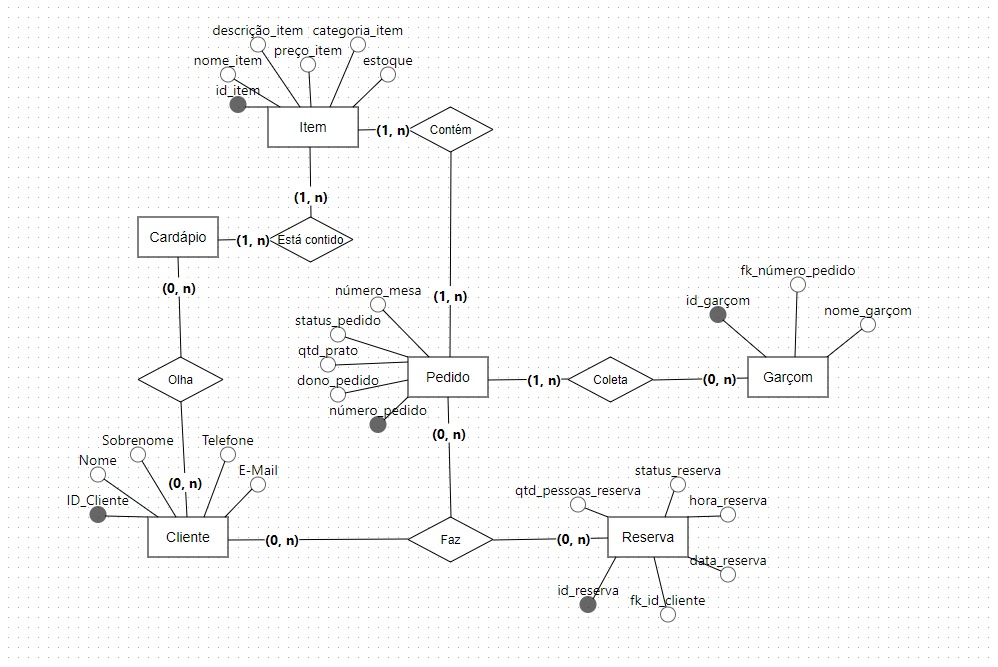 descrição_item
categoria_item
preço_item
nome_item
estoque
id_item
Item
(1, n)
Contém
(1, n)
Cardápio
(1, n)
Está contido
(0, n)
(1, n)
número_mesa
status_pedido
qtd_prato
dono_pedido
número_pedido
Pedido
(1, n)
Coleta
(0, n)
Garçom
fk_número_pedido
id_garçom
nome_garçom
Olha
(0, n)
(0, n)
Sobrenome
Telefone
Nome
E-Mail
ID_Cliente
Cliente
(0, n)
Faz
(0, n)
Reserva
status_reserva
qtd_pessoas_reserva
hora_reserva
data_reserva
id_reserva
fk_id_cliente